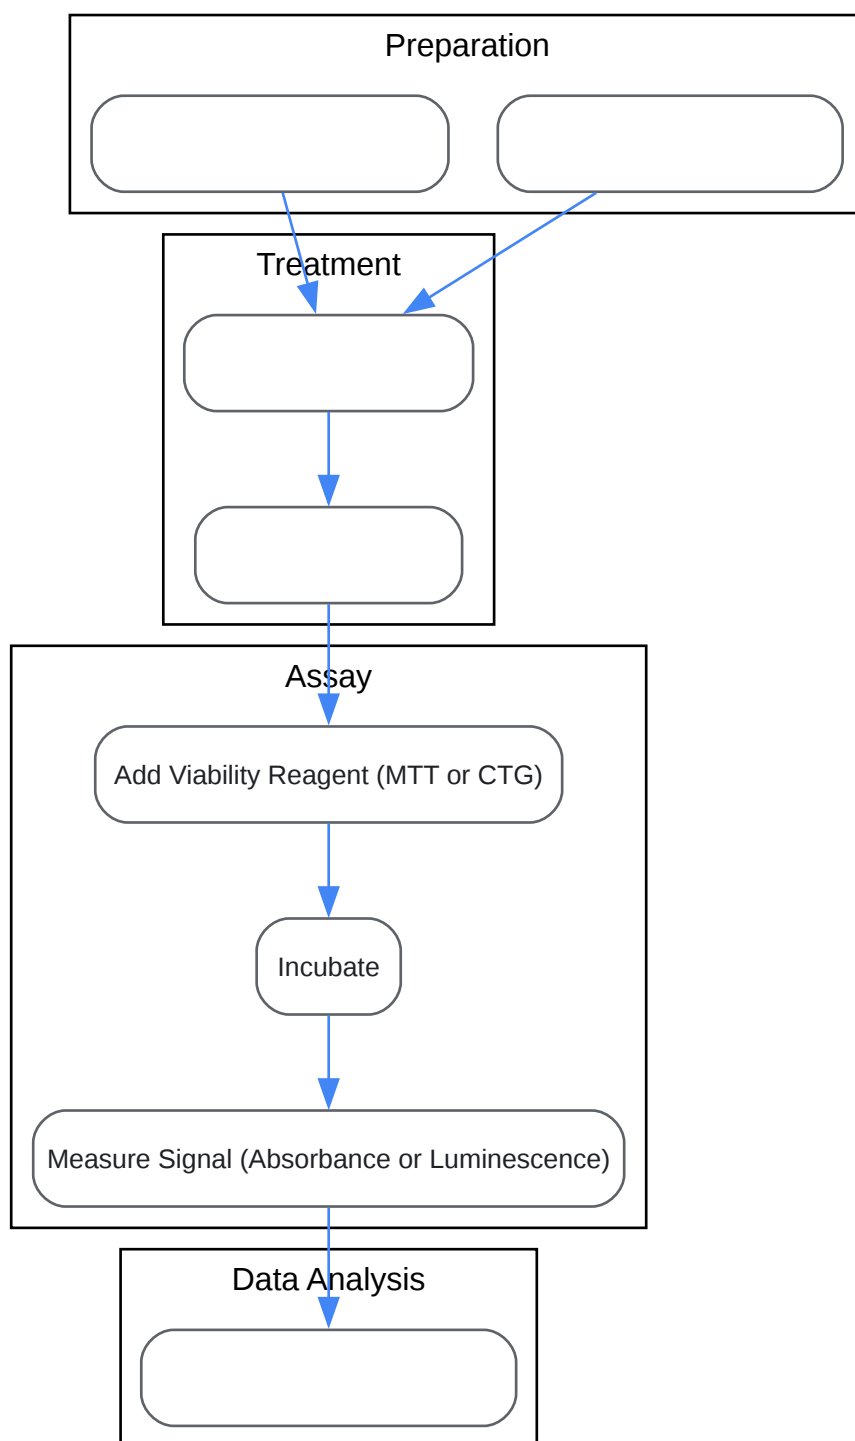 Preparation
Treatment
Assay
Add Viability Reagent (MTT or CTG)
Incubate
Measure Signal (Absorbance or Luminescence)
Data Analysis